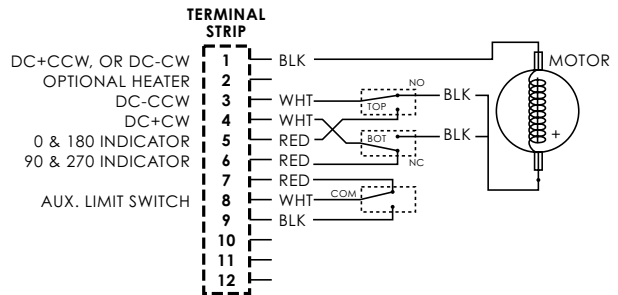 TERMINAL
STRIP
DC+CCW, OR DC-CW 1 BLK MOTOR
OPTIONAL HEATER 2 NO
DC-CCW 3 WHT TOP BLK
DC+CW 4 WHT
0 & 180 INDICATOR 5 RED BOT BLK +
90 & 270 INDICATOR 6 RED NC
7 RED
AUX. LIMIT SWITCH 8 WHT COM
9 BLK
10
11
12